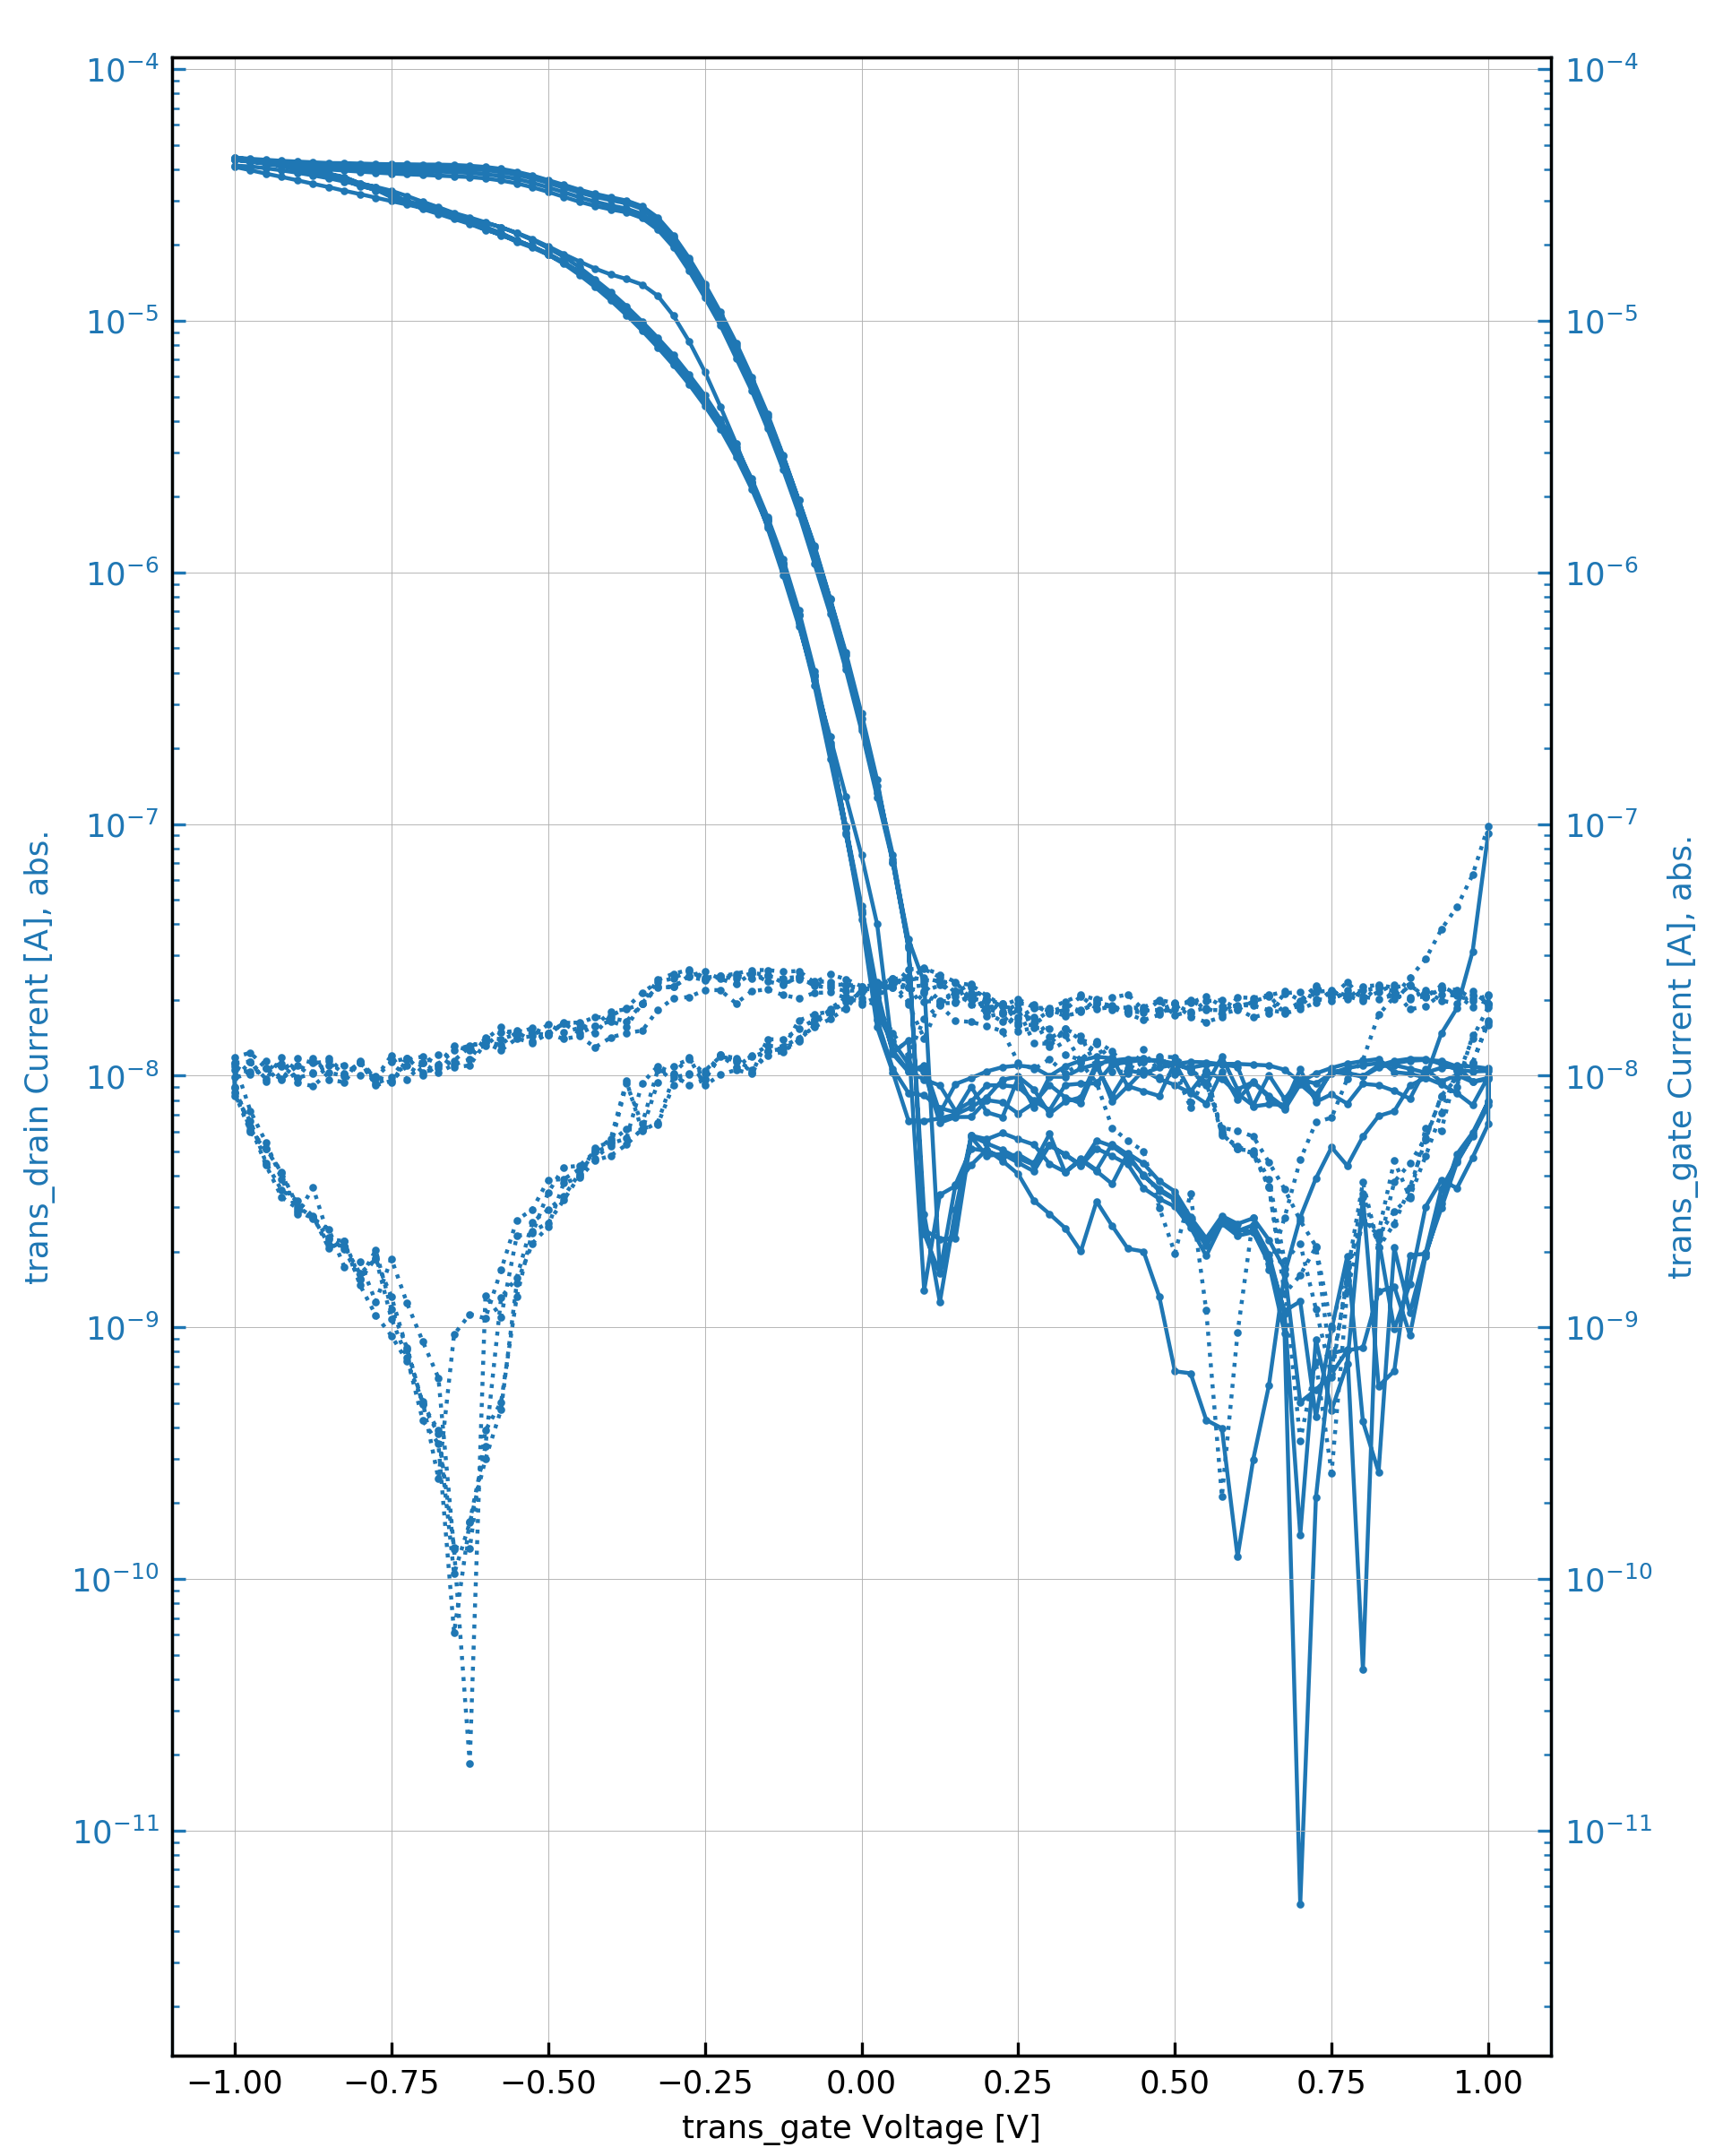 10⁻⁴ 10⁻⁴
10⁻⁵ 10⁻⁵
10⁻⁶ 10⁻⁶
10⁻⁷ 10⁻⁷
10⁻⁸ 10⁻⁸
10⁻⁹ 10⁻⁹
10⁻¹⁰ 10⁻¹⁰
10⁻¹¹ 10⁻¹¹
trans_drain Current [A], abs.
trans_gate Current [A], abs.
−1.00 −0.75 −0.50 −0.25 0.00 0.25 0.50 0.75 1.00
trans_gate Voltage [V]